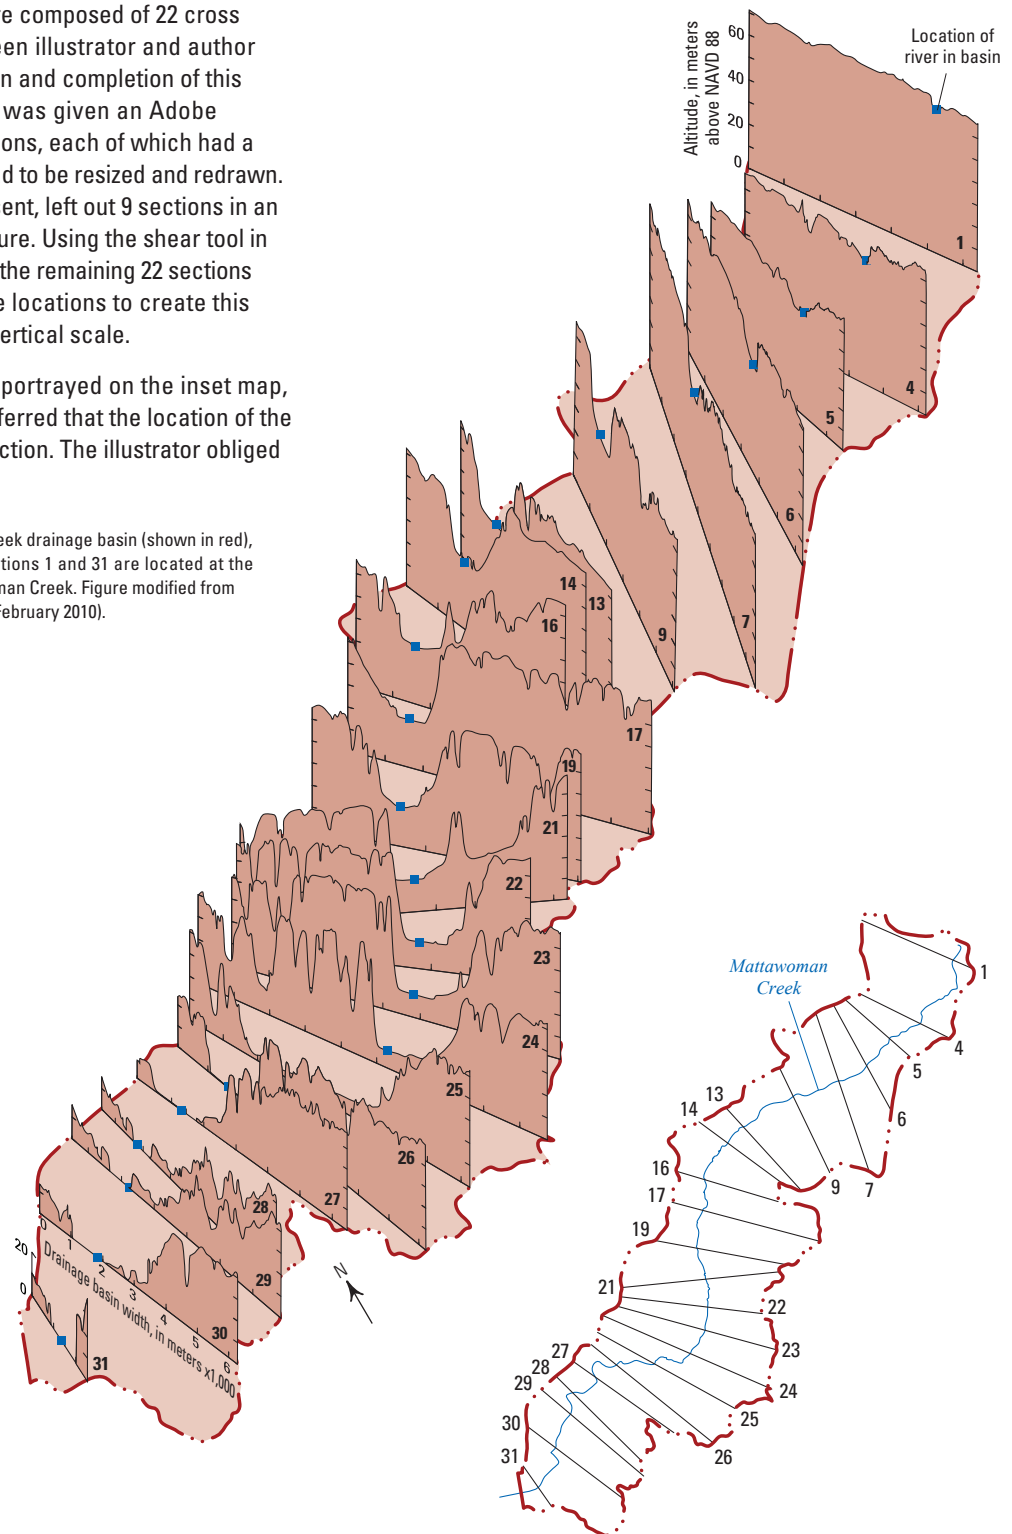 re composed of 22 cross
een illustrator and author
n and completion of this
was given an Adobe
ons, each of which had a
d to be resized and redrawn.
sent, left out 9 sections in an
ure. Using the shear tool in
the remaining 22 sections
e locations to create this
vertical scale.
portrayed on the inset map,
ferred that the location of the
ction. The illustrator obliged
eek drainage basin (shown in red),
tions 1 and 31 are located at the
man Creek. Figure modified from
February 2010).
Altitude, in meters
above NAVD 88
60
40
20
0
Location of
river in basin
1
4
5
6
7
9
13
14
16
17
19
21
22
23
24
25
26
27
28
29
30
31
20
0
0
1
2
3
4
5
6
Drainage basin width, in meters x1,000
N
Mattawoman
Creek
1
4
5
6
7
9
13
14
16
17
19
21
22
23
24
25
26
27
28
29
30
31